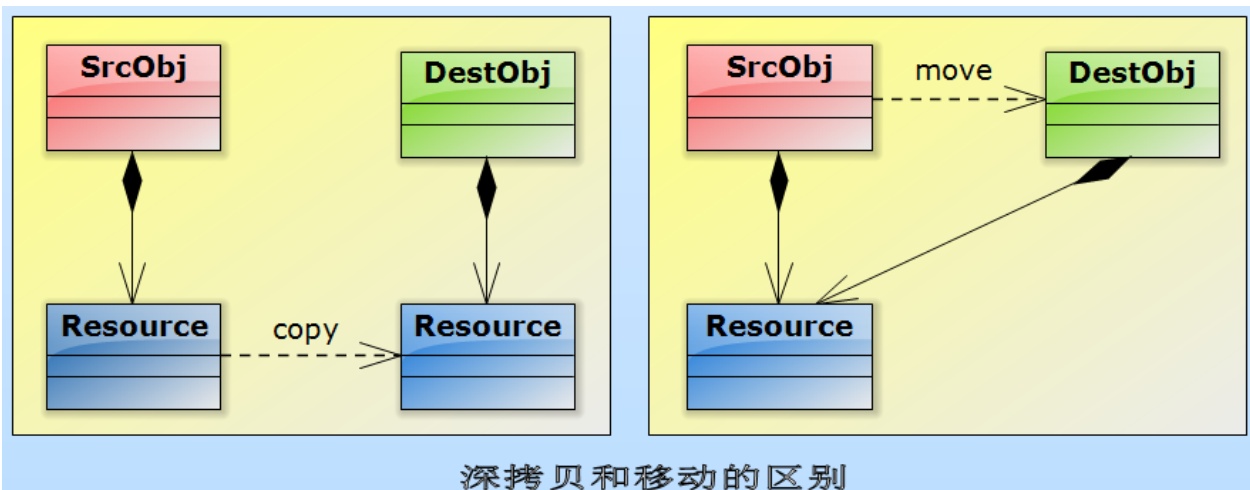 SrcObj
DestObj
Resource
copy
Resource
SrcObj
move
DestObj
Resource
深拷贝和移动的区别